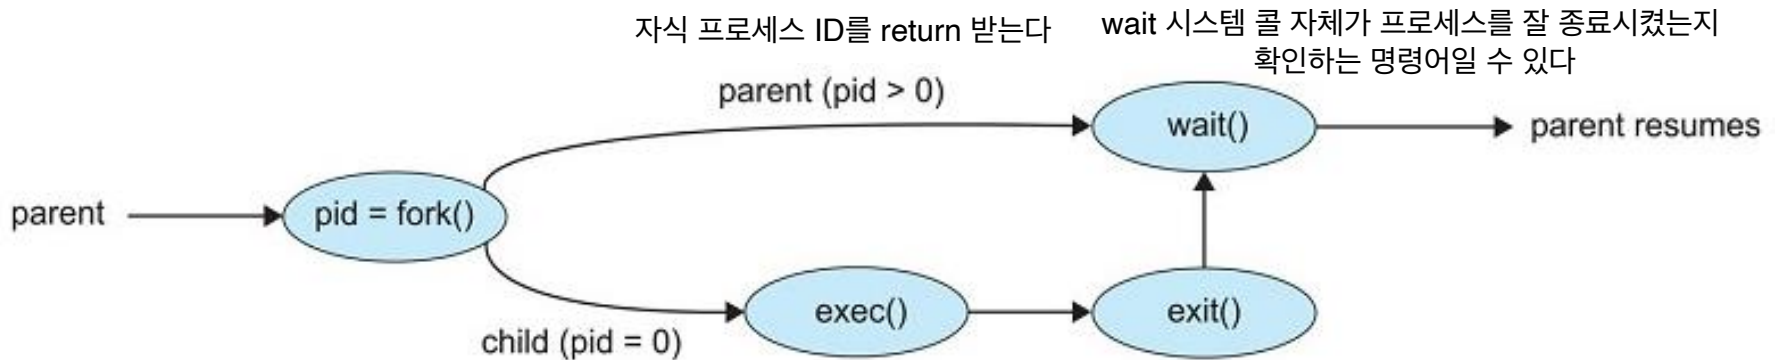 자식 프로세스 ID를 return 받는다
wait 시스템 콜 자체가 프로세스를 잘 종료시켰는지
확인하는 명령어일 수 있다
parent (pid > 0)
wait()
parent resumes
parent
pid = fork()
exec()
exit()
child (pid = 0)